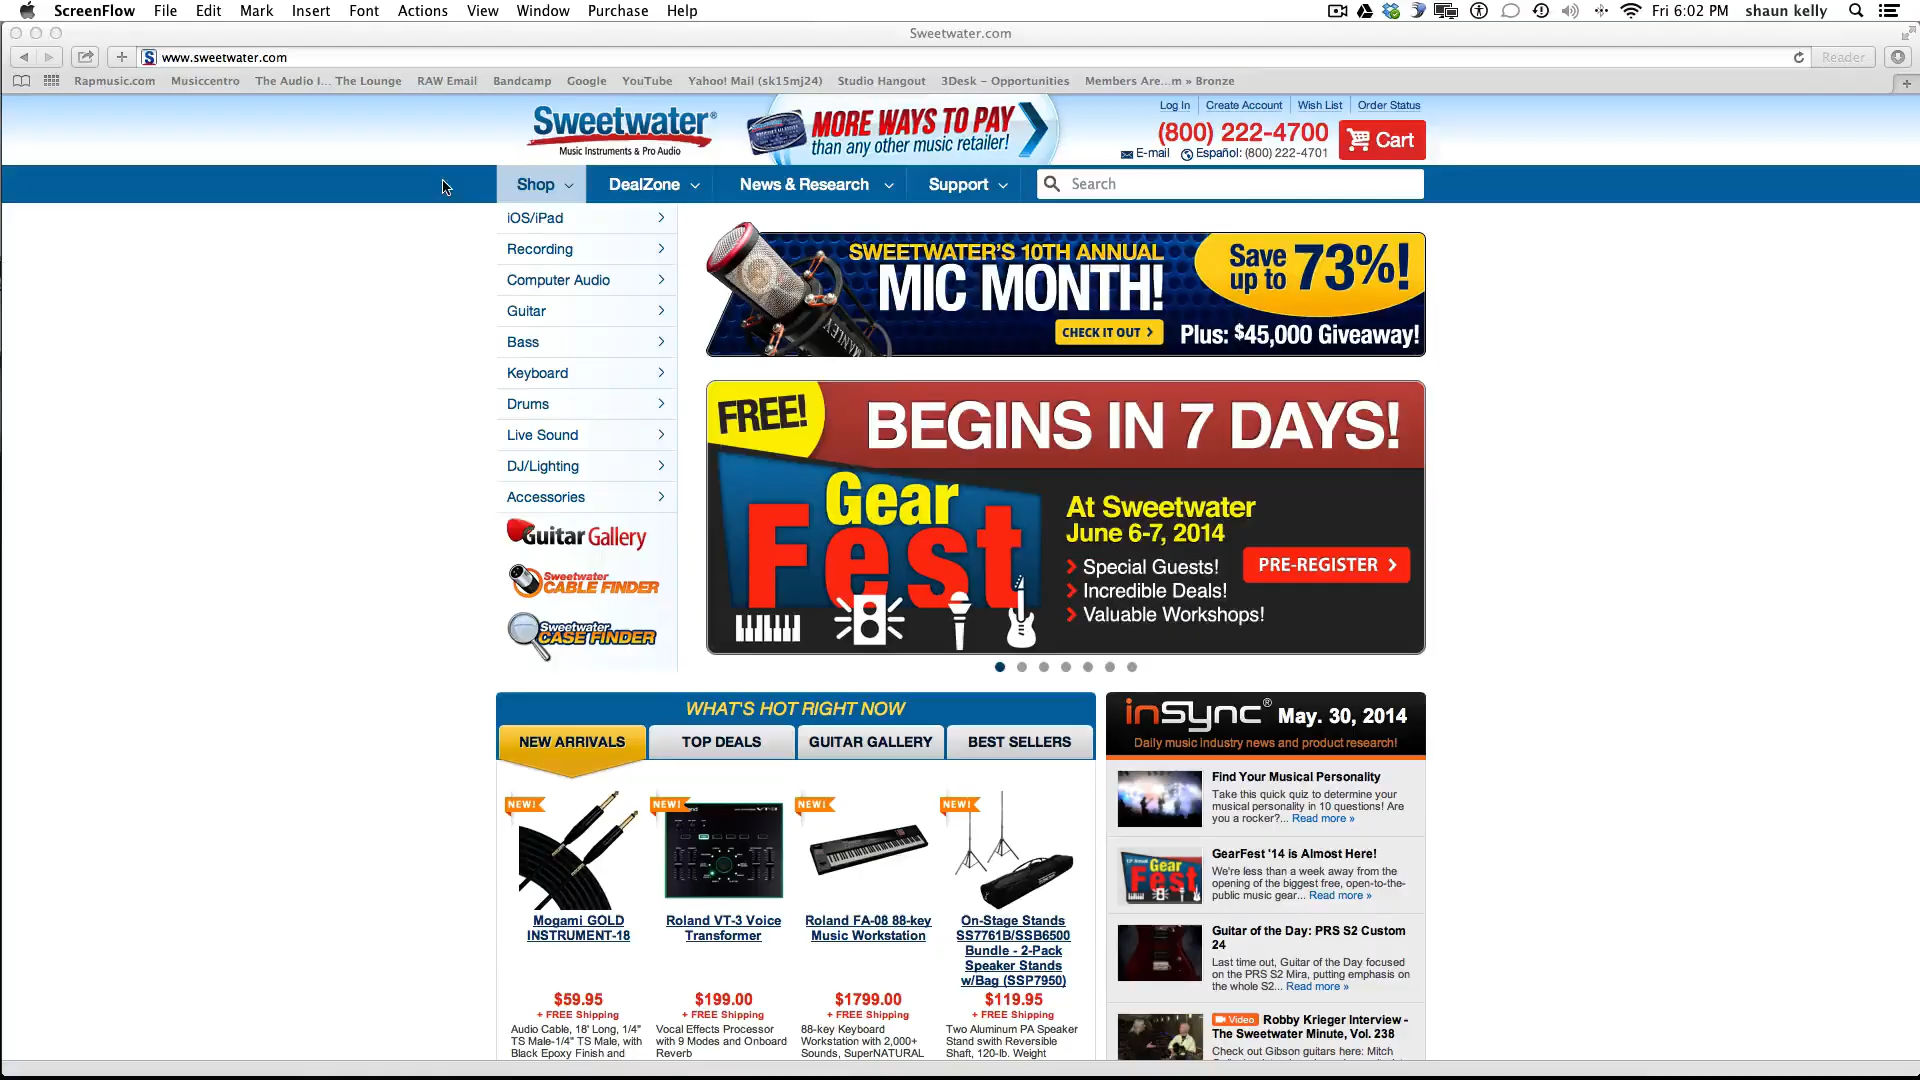 ScreenFlow File Edit Mark Insert Font Actions View Window Purchase Help Fri 6:02 PM shaun kelly
Sweetwater.com
www.sweetwater.com Reader
Rapmusic.com Musiccentro The Audio I... The Lounge RAW Email Bandcamp Google YouTube Yahoo! Mail (sk15mj24) Studio Hangout 3Desk – Opportunities Members Are...m » Bronze
Log In Create Account Wish List Order Status
Sweetwater®
Music Instruments & Pro Audio
MORE WAYS TO PAY
than any other music retailer!
(800) 222-4700
E-mail Español: (800) 222-4701
Cart
Shop DealZone News & Research Support Search
iOS/iPad
Recording
Computer Audio
Guitar
Bass
Keyboard
Drums
Live Sound
DJ/Lighting
Accessories
Guitar Gallery
Sweetwater
CABLE FINDER
Sweetwater
CASE FINDER
SWEETWATER'S 10TH ANNUAL
MIC MONTH!
CHECK IT OUT
Save
up to 73%!
Plus: $45,000 Giveaway!
MANLEY
FREE!
BEGINS IN 7 DAYS!
Gear
Fest
At Sweetwater
June 6-7, 2014
Special Guests!
Incredible Deals!
Valuable Workshops!
PRE-REGISTER
WHAT'S HOT RIGHT NOW
NEW ARRIVALS TOP DEALS GUITAR GALLERY BEST SELLERS
NEW! NEW! NEW! NEW!
Mogami GOLD
INSTRUMENT-18
$59.95
+ FREE Shipping
Audio Cable, 18' Long, 1/4"
TS Male-1/4" TS Male, with
Black Epoxy Finish and
Roland VT-3 Voice
Transformer
$199.00
+ FREE Shipping
Vocal Effects Processor
with 9 Modes and Onboard
Reverb
Roland FA-08 88-key
Music Workstation
$1799.00
+ FREE Shipping
88-key Keyboard
Workstation with 2,000+
Sounds, SuperNATURAL
On-Stage Stands
SS7761B/SSB6500
Bundle - 2-Pack
Speaker Stands
w/Bag (SSP7950)
$119.95
+ FREE Shipping
Two Aluminum PA Speaker
Stand swith Reversible
Shaft, 120-lb. Weight
inSync® May. 30, 2014
Daily music industry news and product research!
Find Your Musical Personality
Take this quick quiz to determine your
musical personality in 10 questions! Are
you a rocker?... Read more »
Gear
Fest
GearFest '14 is Almost Here!
We're less than a week away from the
opening of the biggest free, open-to-the-
public music gear... Read more »
Guitar of the Day: PRS S2 Custom
24
Last time out, Guitar of the Day focused
on the PRS S2 Mira, putting emphasis on
the whole S2... Read more »
Video Robby Krieger Interview -
The Sweetwater Minute, Vol. 238
Check out Gibson guitars here: Mitch